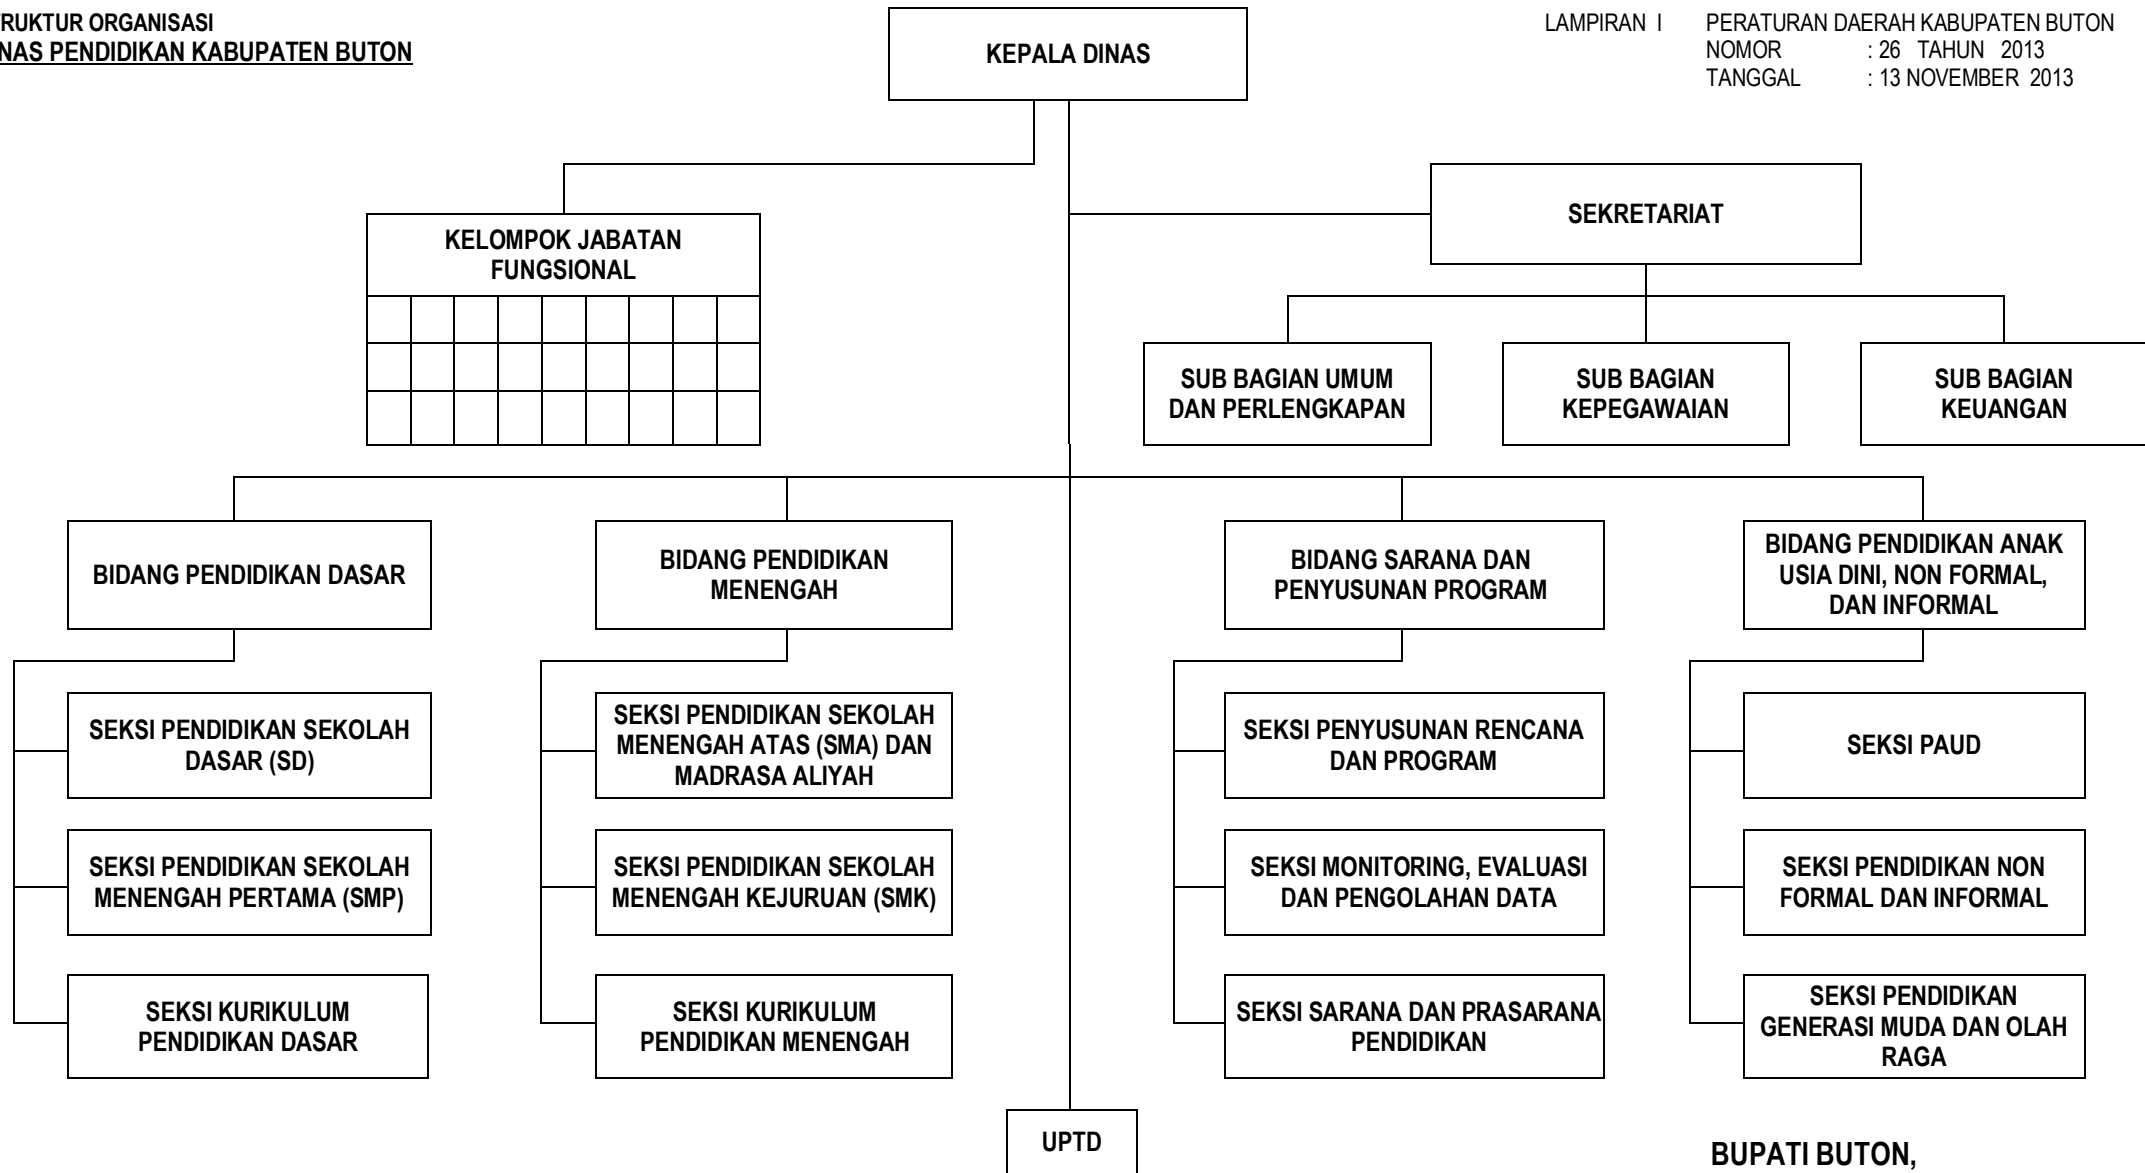 TRUKTUR ORGANISASI
NAS PENDIDIKAN KABUPATEN BUTON
KEPALA DINAS
LAMPIRAN I PERATURAN DAERAH KABUPATEN BUTON
NOMOR : 26 TAHUN 2013
TANGGAL : 13 NOVEMBER 2013
KELOMPOK JABATAN
FUNGSIONAL
SEKRETARIAT
SUB BAGIAN UMUM
DAN PERLENGKAPAN
SUB BAGIAN
KEPEGAWAIAN
SUB BAGIAN
KEUANGAN
BIDANG PENDIDIKAN DASAR
BIDANG PENDIDIKAN
MENENGAH
BIDANG SARANA DAN
PENYUSUNAN PROGRAM
BIDANG PENDIDIKAN ANAK
USIA DINI, NON FORMAL,
DAN INFORMAL
SEKSI PENDIDIKAN SEKOLAH
DASAR (SD)
SEKSI PENDIDIKAN SEKOLAH
MENENGAH ATAS (SMA) DAN
MADRASA ALIYAH
SEKSI PENYUSUNAN RENCANA
DAN PROGRAM
SEKSI PAUD
SEKSI PENDIDIKAN SEKOLAH
MENENGAH PERTAMA (SMP)
SEKSI PENDIDIKAN SEKOLAH
MENENGAH KEJURUAN (SMK)
SEKSI MONITORING, EVALUASI
DAN PENGOLAHAN DATA
SEKSI PENDIDIKAN NON
FORMAL DAN INFORMAL
SEKSI KURIKULUM
PENDIDIKAN DASAR
SEKSI KURIKULUM
PENDIDIKAN MENENGAH
SEKSI SARANA DAN PRASARANA
PENDIDIKAN
SEKSI PENDIDIKAN
GENERASI MUDA DAN OLAH
RAGA
UPTD
BUPATI BUTON,